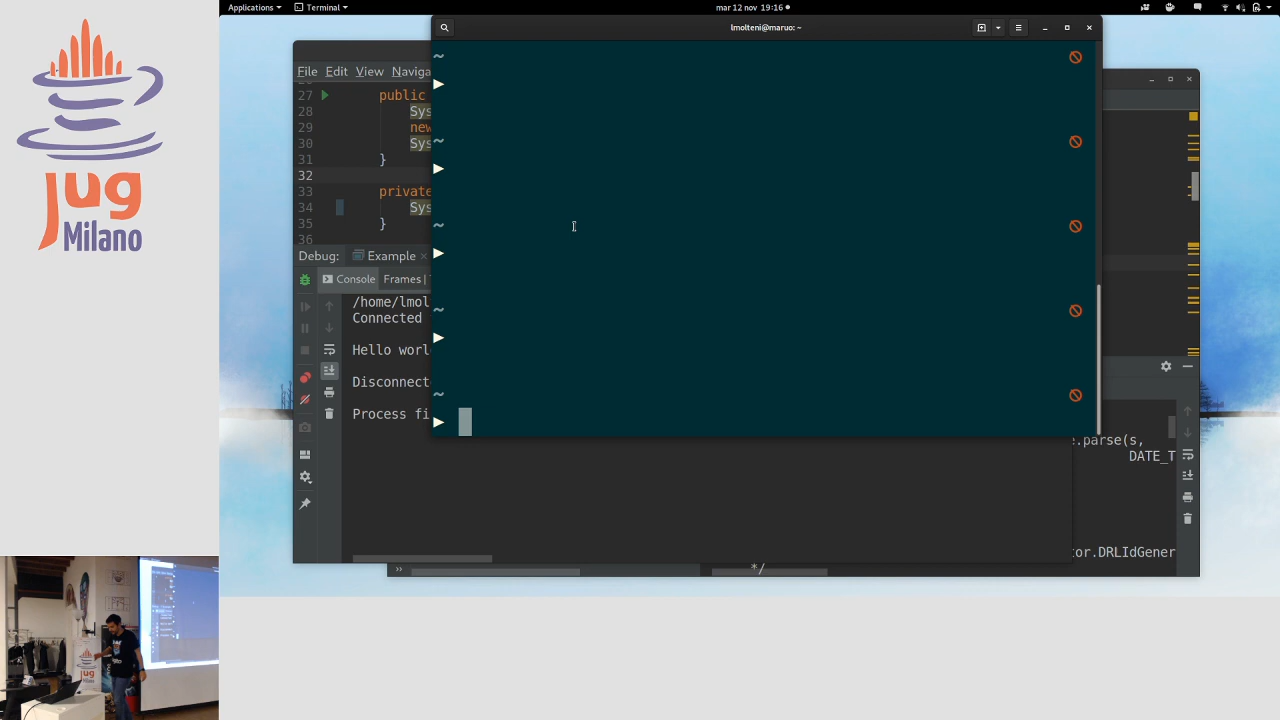 Applications
Terminal
mar 12 nov 19:16
lmolteni@maruo: ~
File Edit View Naviga
27 public
28 Sys
29 new
30 Sys
31 }
32
33 private
34 Sys
35 }
36
Debug: Example
Console Frames
/home/lmol
Connected
Hello worl
Disconnect
Process fi
~
▶
~
▶
~
▶
~
▶
~
▶
e.parse(s,
DATE_T
tor.DRLIdGener
*/
jug
Milano
jug
Milano